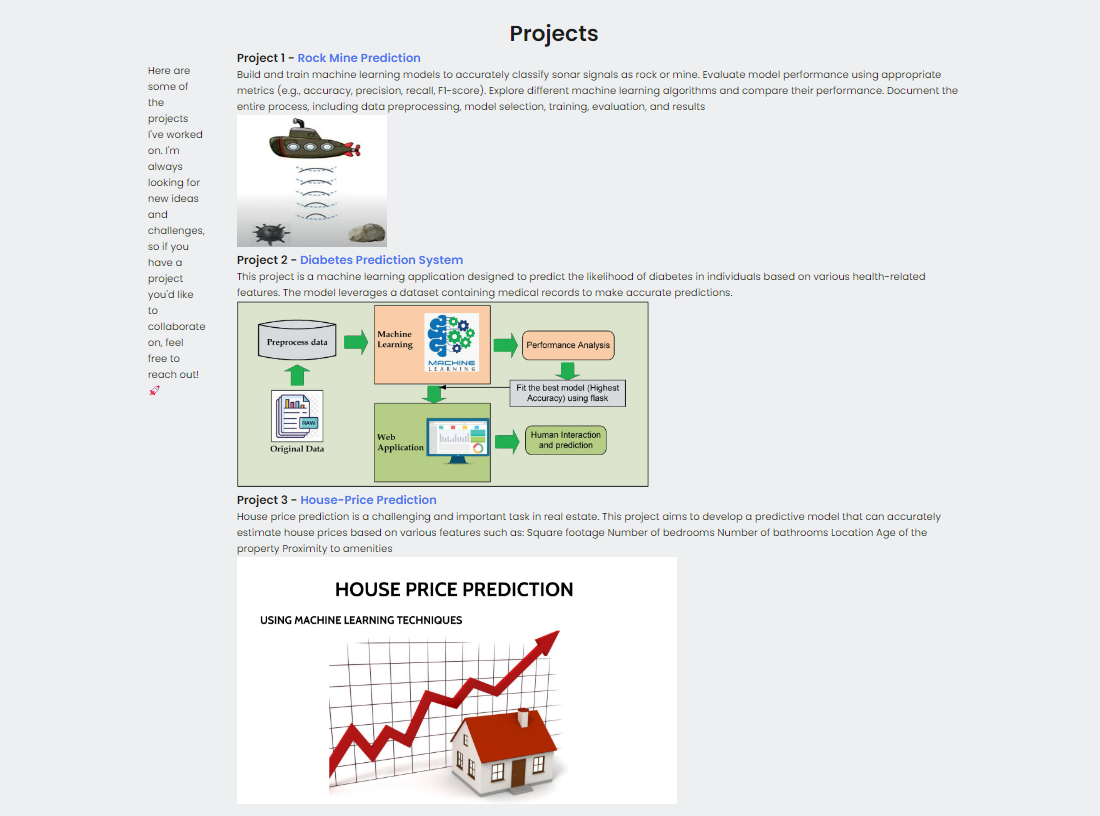 Projects
Here are
some of
the
projects
I've worked
on. I'm
always
looking for
new ideas
and
challenges,
so if you
have a
project
you'd like
to
collaborate
on, feel
free to
reach out!
🚀
Project 1 - Rock Mine Prediction
Build and train machine learning models to accurately classify sonar signals as rock or mine. Evaluate model performance using appropriate
metrics (e.g., accuracy, precision, recall, F1-score). Explore different machine learning algorithms and compare their performance. Document the
entire process, including data preprocessing, model selection, training, evaluation, and results
Project 2 - Diabetes Prediction System
This project is a machine learning application designed to predict the likelihood of diabetes in individuals based on various health-related
features. The model leverages a dataset containing medical records to make accurate predictions.
Preprocess data
Machine
Learning
MACHINE
LEARNING
Performance Analysis
Fit the best model (Highest
Accuracy) using flask
RAW
Original Data
Web
Application
Human Interaction
and prediction
Project 3 - House-Price Prediction
House price prediction is a challenging and important task in real estate. This project aims to develop a predictive model that can accurately
estimate house prices based on various features such as: Square footage Number of bedrooms Number of bathrooms Location Age of the
property Proximity to amenities
HOUSE PRICE PREDICTION
USING MACHINE LEARNING TECHNIQUES